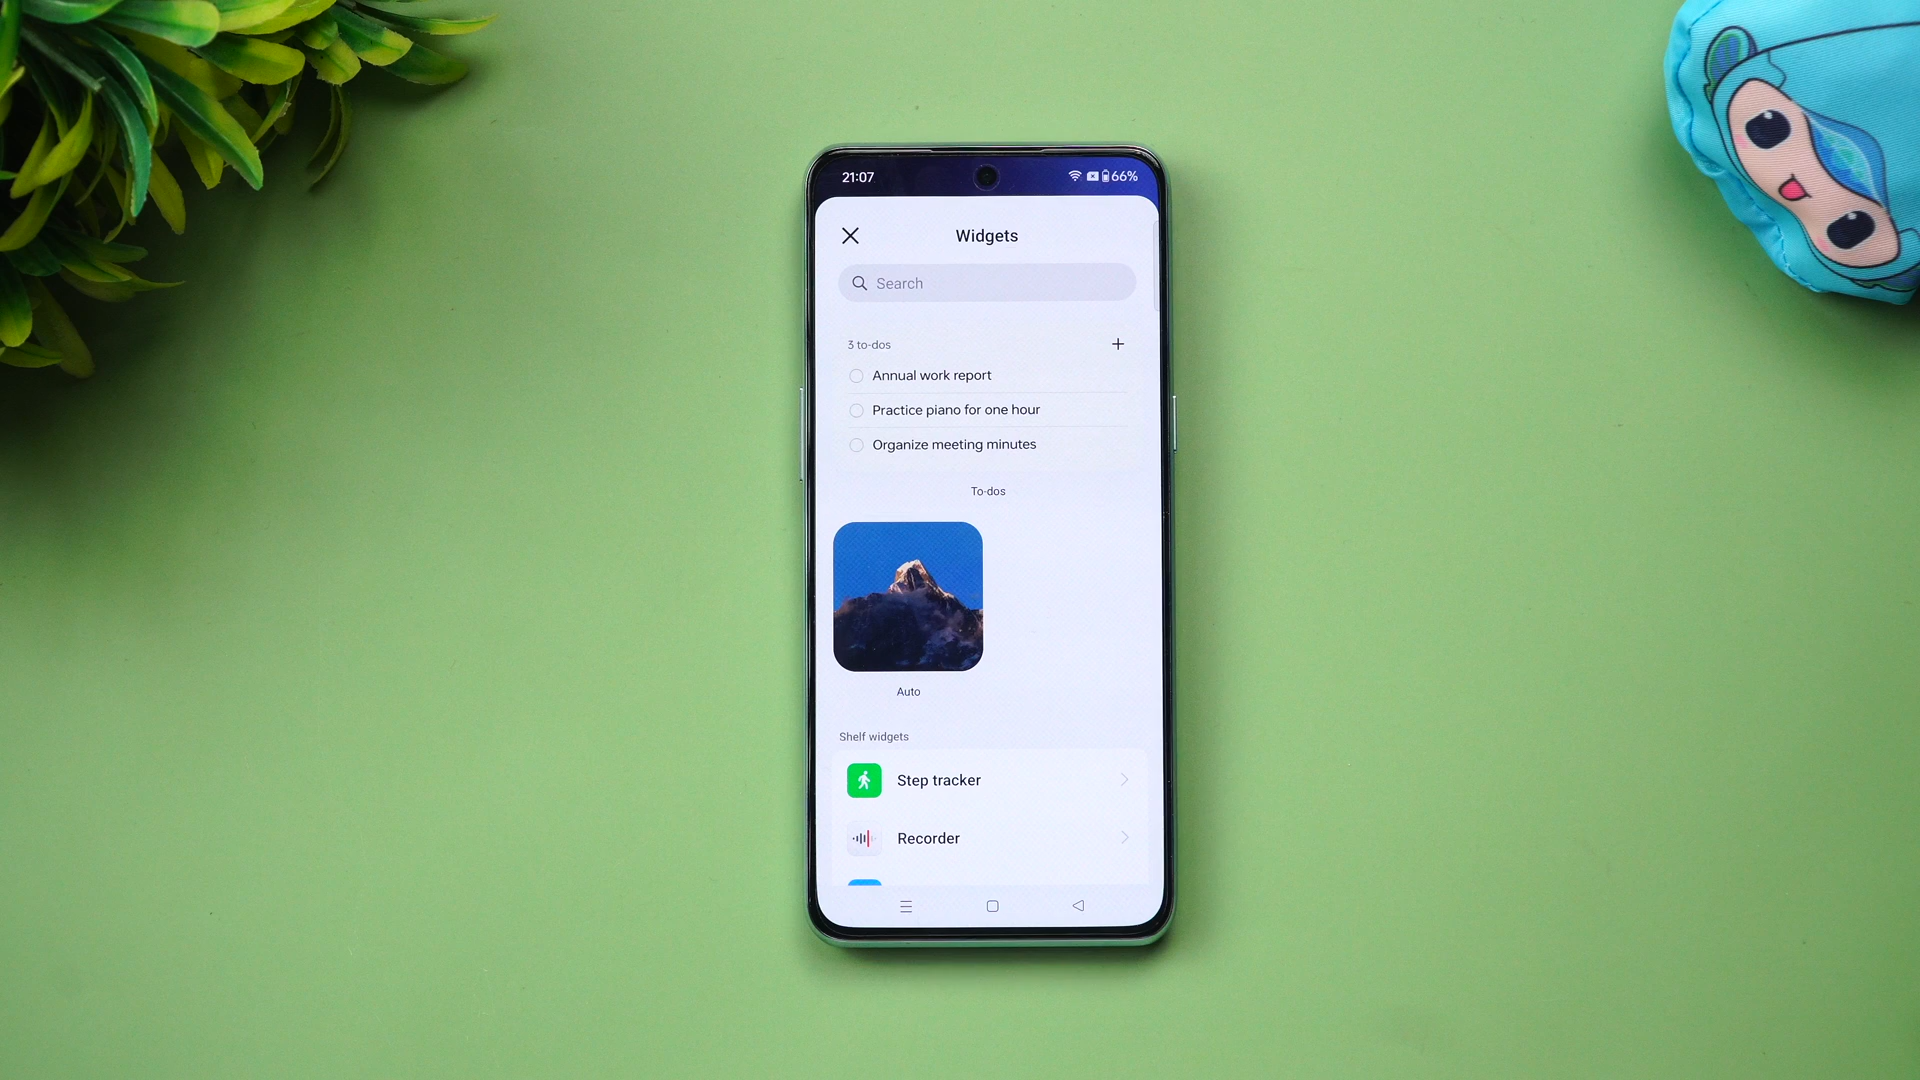 21:07
66%
Widgets
Search
3 to-dos
Annual work report
Practice piano for one hour
Organize meeting minutes
To-dos
Auto
Shelf widgets
Step tracker
Recorder